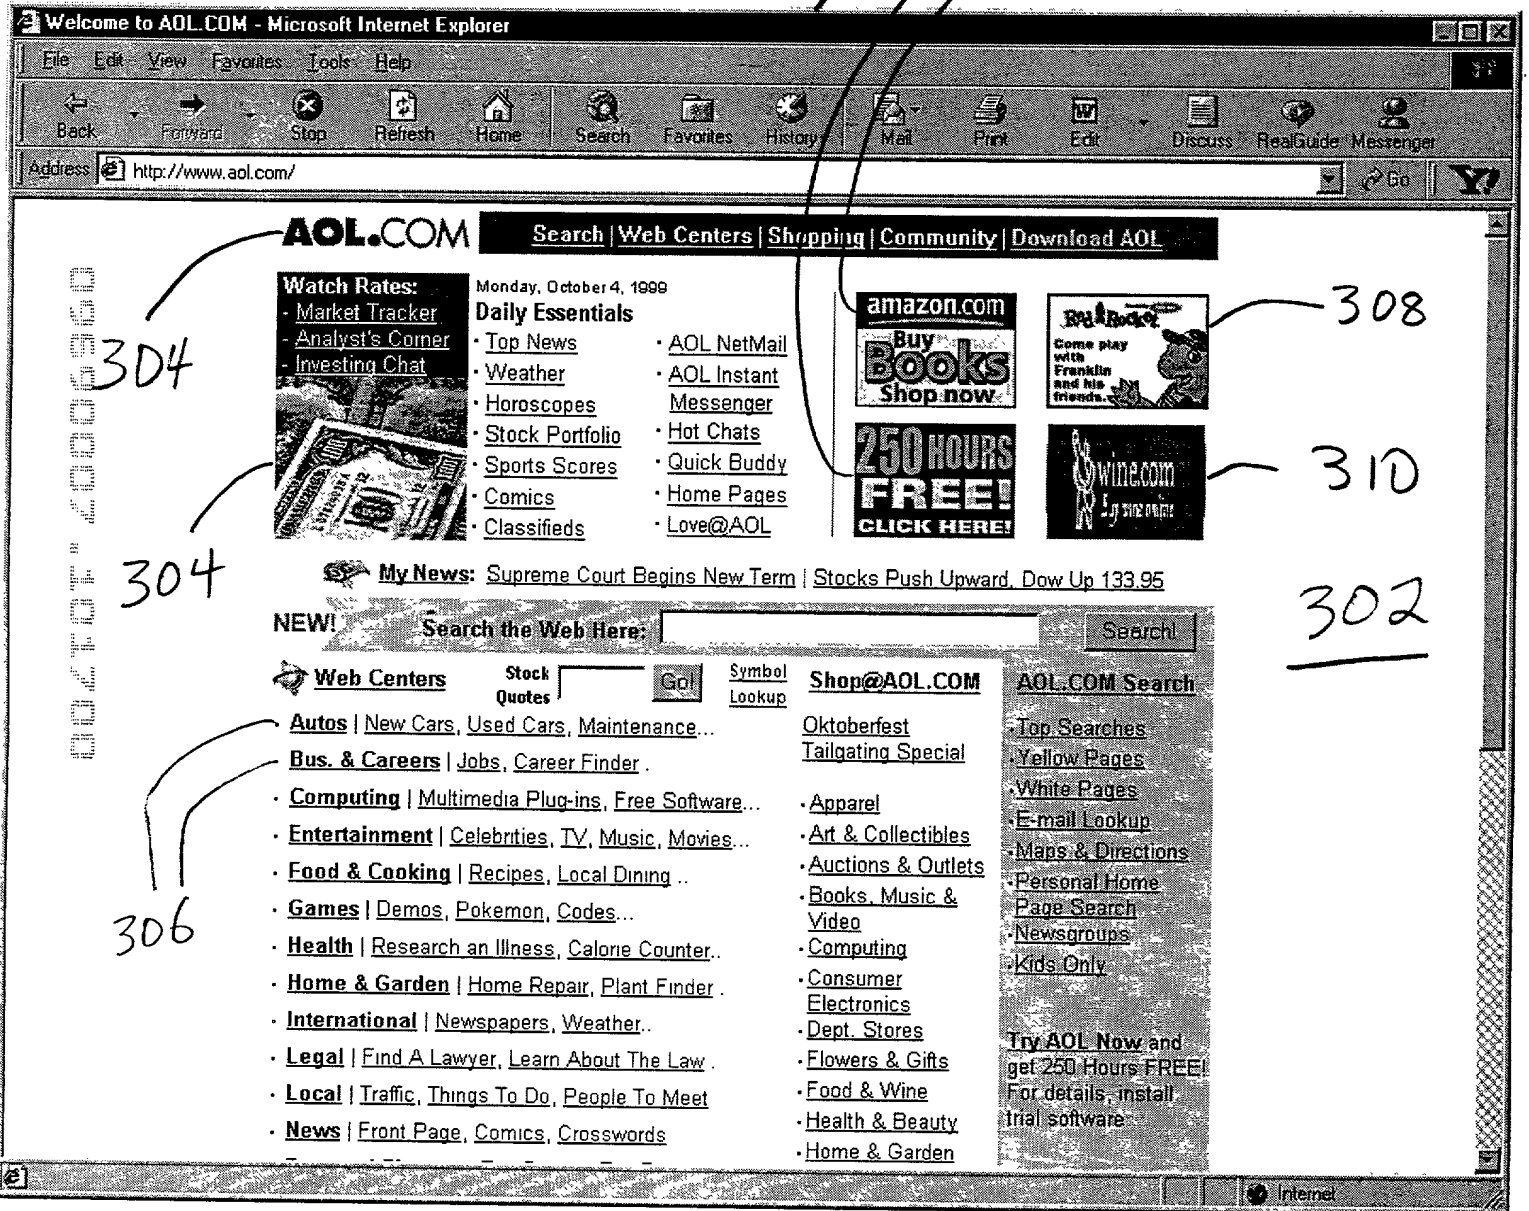 Welcome to AOL.COM - Microsoft Internet Explorer
File Edit View Favorites Tools Help
Back Forward Stop Refresh Home Search Favorites History Mail Print Edit Discuss RealGuide Messenger
Address http://www.aol.com/ Go Y!
AOL.COM Search | Web Centers | Shopping | Community | Download AOL
304
Watch Rates:
- Market Tracker
- Analyst's Corner
- Investing Chat
304
Monday, October 4, 1999
Daily Essentials
· Top News
· Weather
· Horoscopes
· Stock Portfolio
· Sports Scores
· Comics
· Classifieds
· AOL NetMail
· AOL Instant
Messenger
· Hot Chats
· Quick Buddy
· Home Pages
· Love@AOL
amazon.com
Buy
Books
Shop now
Red Rocket
Come play
with
Franklin
and his
friends.
308
250 HOURS
FREE!
CLICK HERE!
wine.com
Buy wine online
310
302
My News: Supreme Court Begins New Term | Stocks Push Upward, Dow Up 133.95
NEW! Search the Web Here: Search!
Web Centers
Stock
Quotes
Go!
Symbol
Lookup
· Autos | New Cars, Used Cars, Maintenance...
· Bus. & Careers | Jobs, Career Finder .
· Computing | Multimedia Plug-ins, Free Software...
· Entertainment | Celebrities, TV, Music, Movies...
· Food & Cooking | Recipes, Local Dining ..
· Games | Demos, Pokemon, Codes...
· Health | Research an Illness, Calorie Counter..
· Home & Garden | Home Repair, Plant Finder .
· International | Newspapers, Weather..
· Legal | Find A Lawyer, Learn About The Law .
· Local | Traffic, Things To Do, People To Meet
· News | Front Page, Comics, Crosswords
306
Shop@AOL.COM
Oktoberfest
Tailgating Special
· Apparel
· Art & Collectibles
· Auctions & Outlets
· Books, Music &
Video
· Computing
· Consumer
Electronics
· Dept. Stores
· Flowers & Gifts
· Food & Wine
· Health & Beauty
· Home & Garden
AOL.COM Search
· Top Searches
· Yellow Pages
· White Pages
· E-mail Lookup
· Maps & Directions
· Personal Home
Page Search
· Newsgroups
· Kids Only
Try AOL Now and
get 250 Hours FREE!
For details, install
trial software
Internet